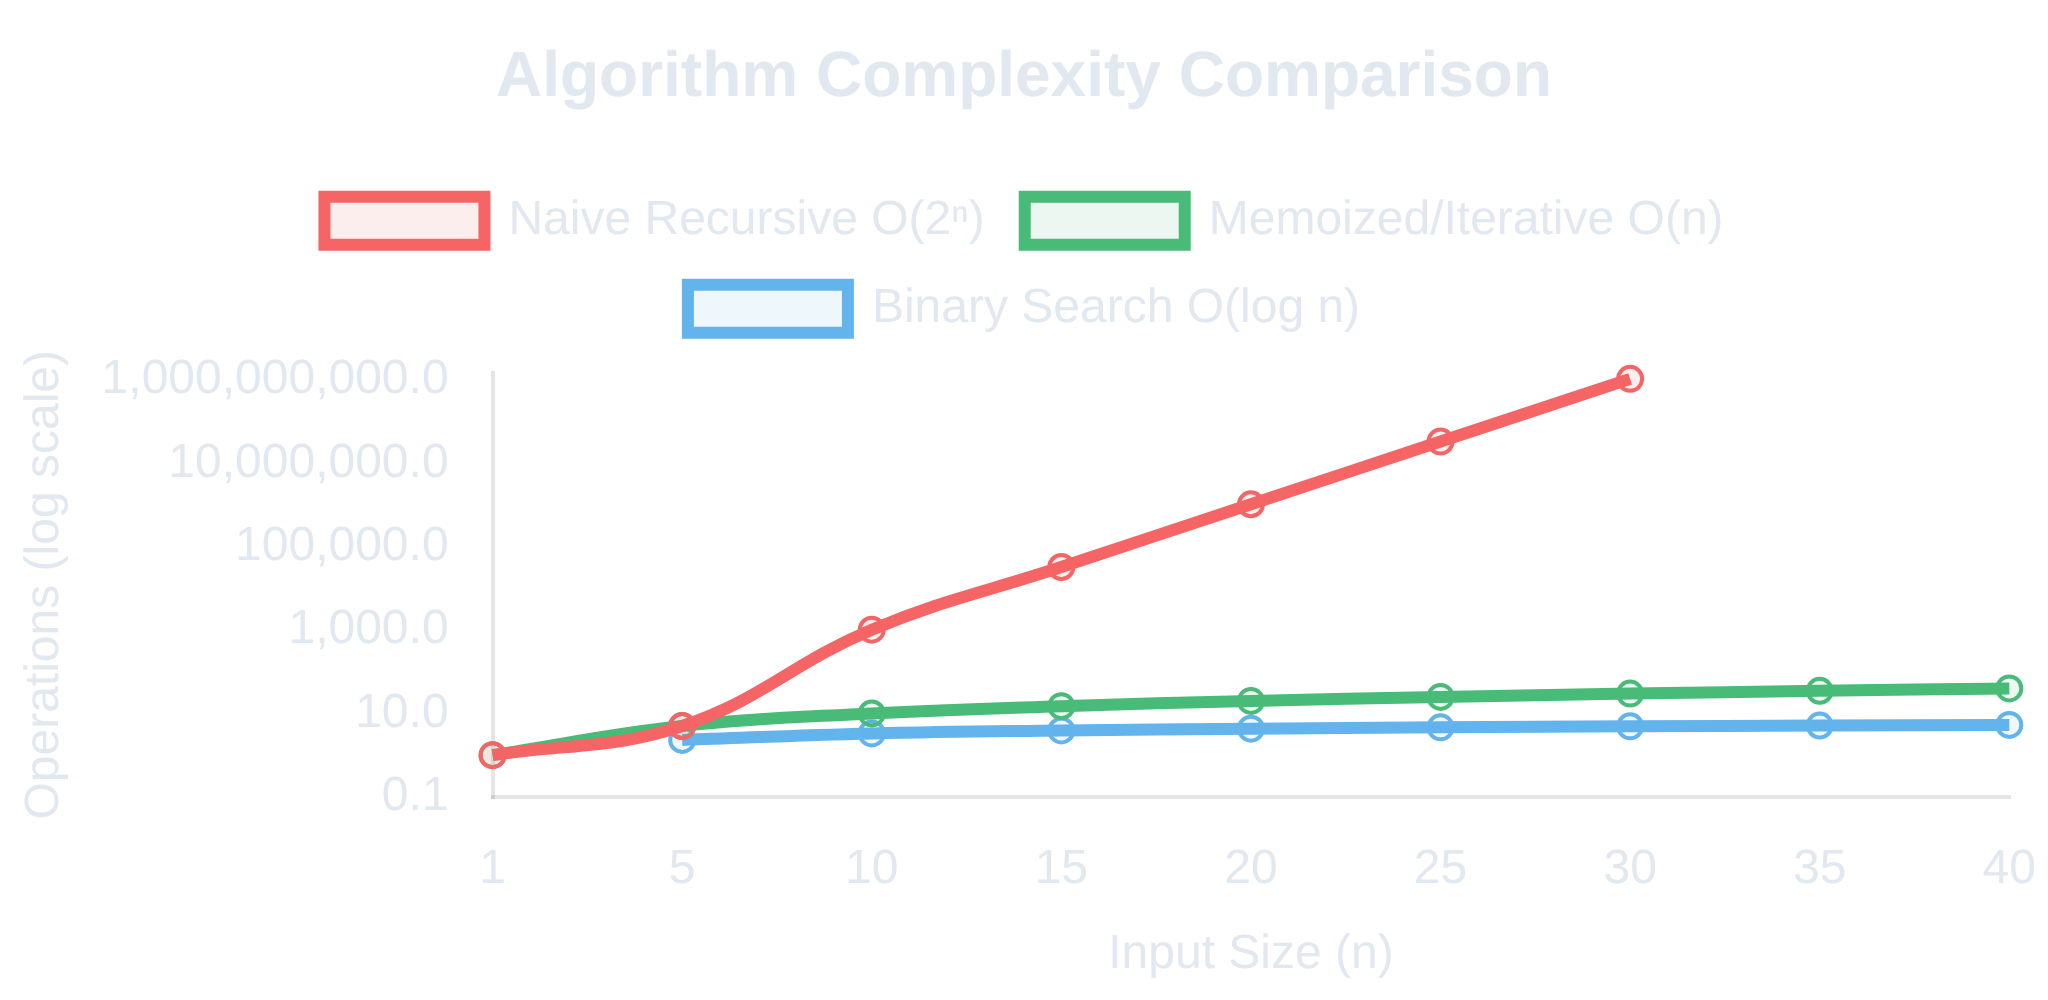 Algorithm Complexity Comparison
Naive Recursive O(2ⁿ)
Memoized/Iterative O(n)
Binary Search O(log n)
Operations (log scale)
1,000,000,000.0
10,000,000.0
100,000.0
1,000.0
10.0
0.1
1 5 10 15 20 25 30 35 40
Input Size (n)